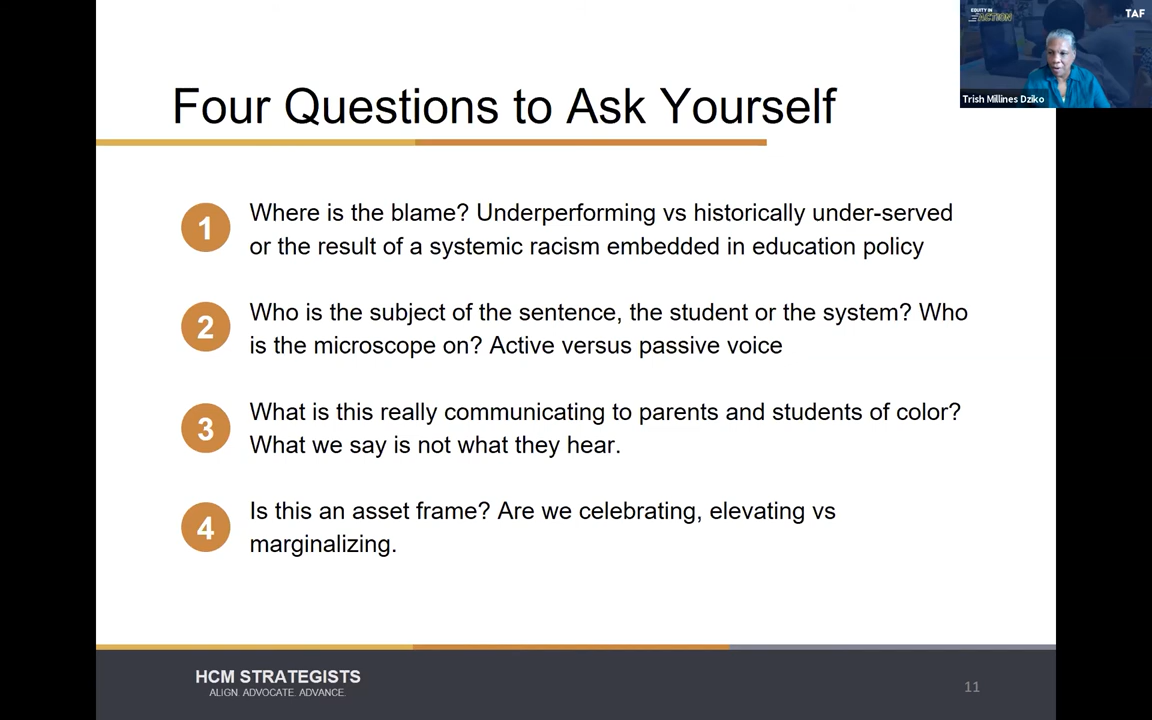 EQUITY IN
ACTION
TAF
Trish Millines Dziko
Four Questions to Ask Yourself
1
Where is the blame? Underperforming vs historically under-served
or the result of a systemic racism embedded in education policy
2
Who is the subject of the sentence, the student or the system? Who
is the microscope on? Active versus passive voice
3
What is this really communicating to parents and students of color?
What we say is not what they hear.
4
Is this an asset frame? Are we celebrating, elevating vs
marginalizing.
HCM STRATEGISTS
ALIGN. ADVOCATE. ADVANCE.
11